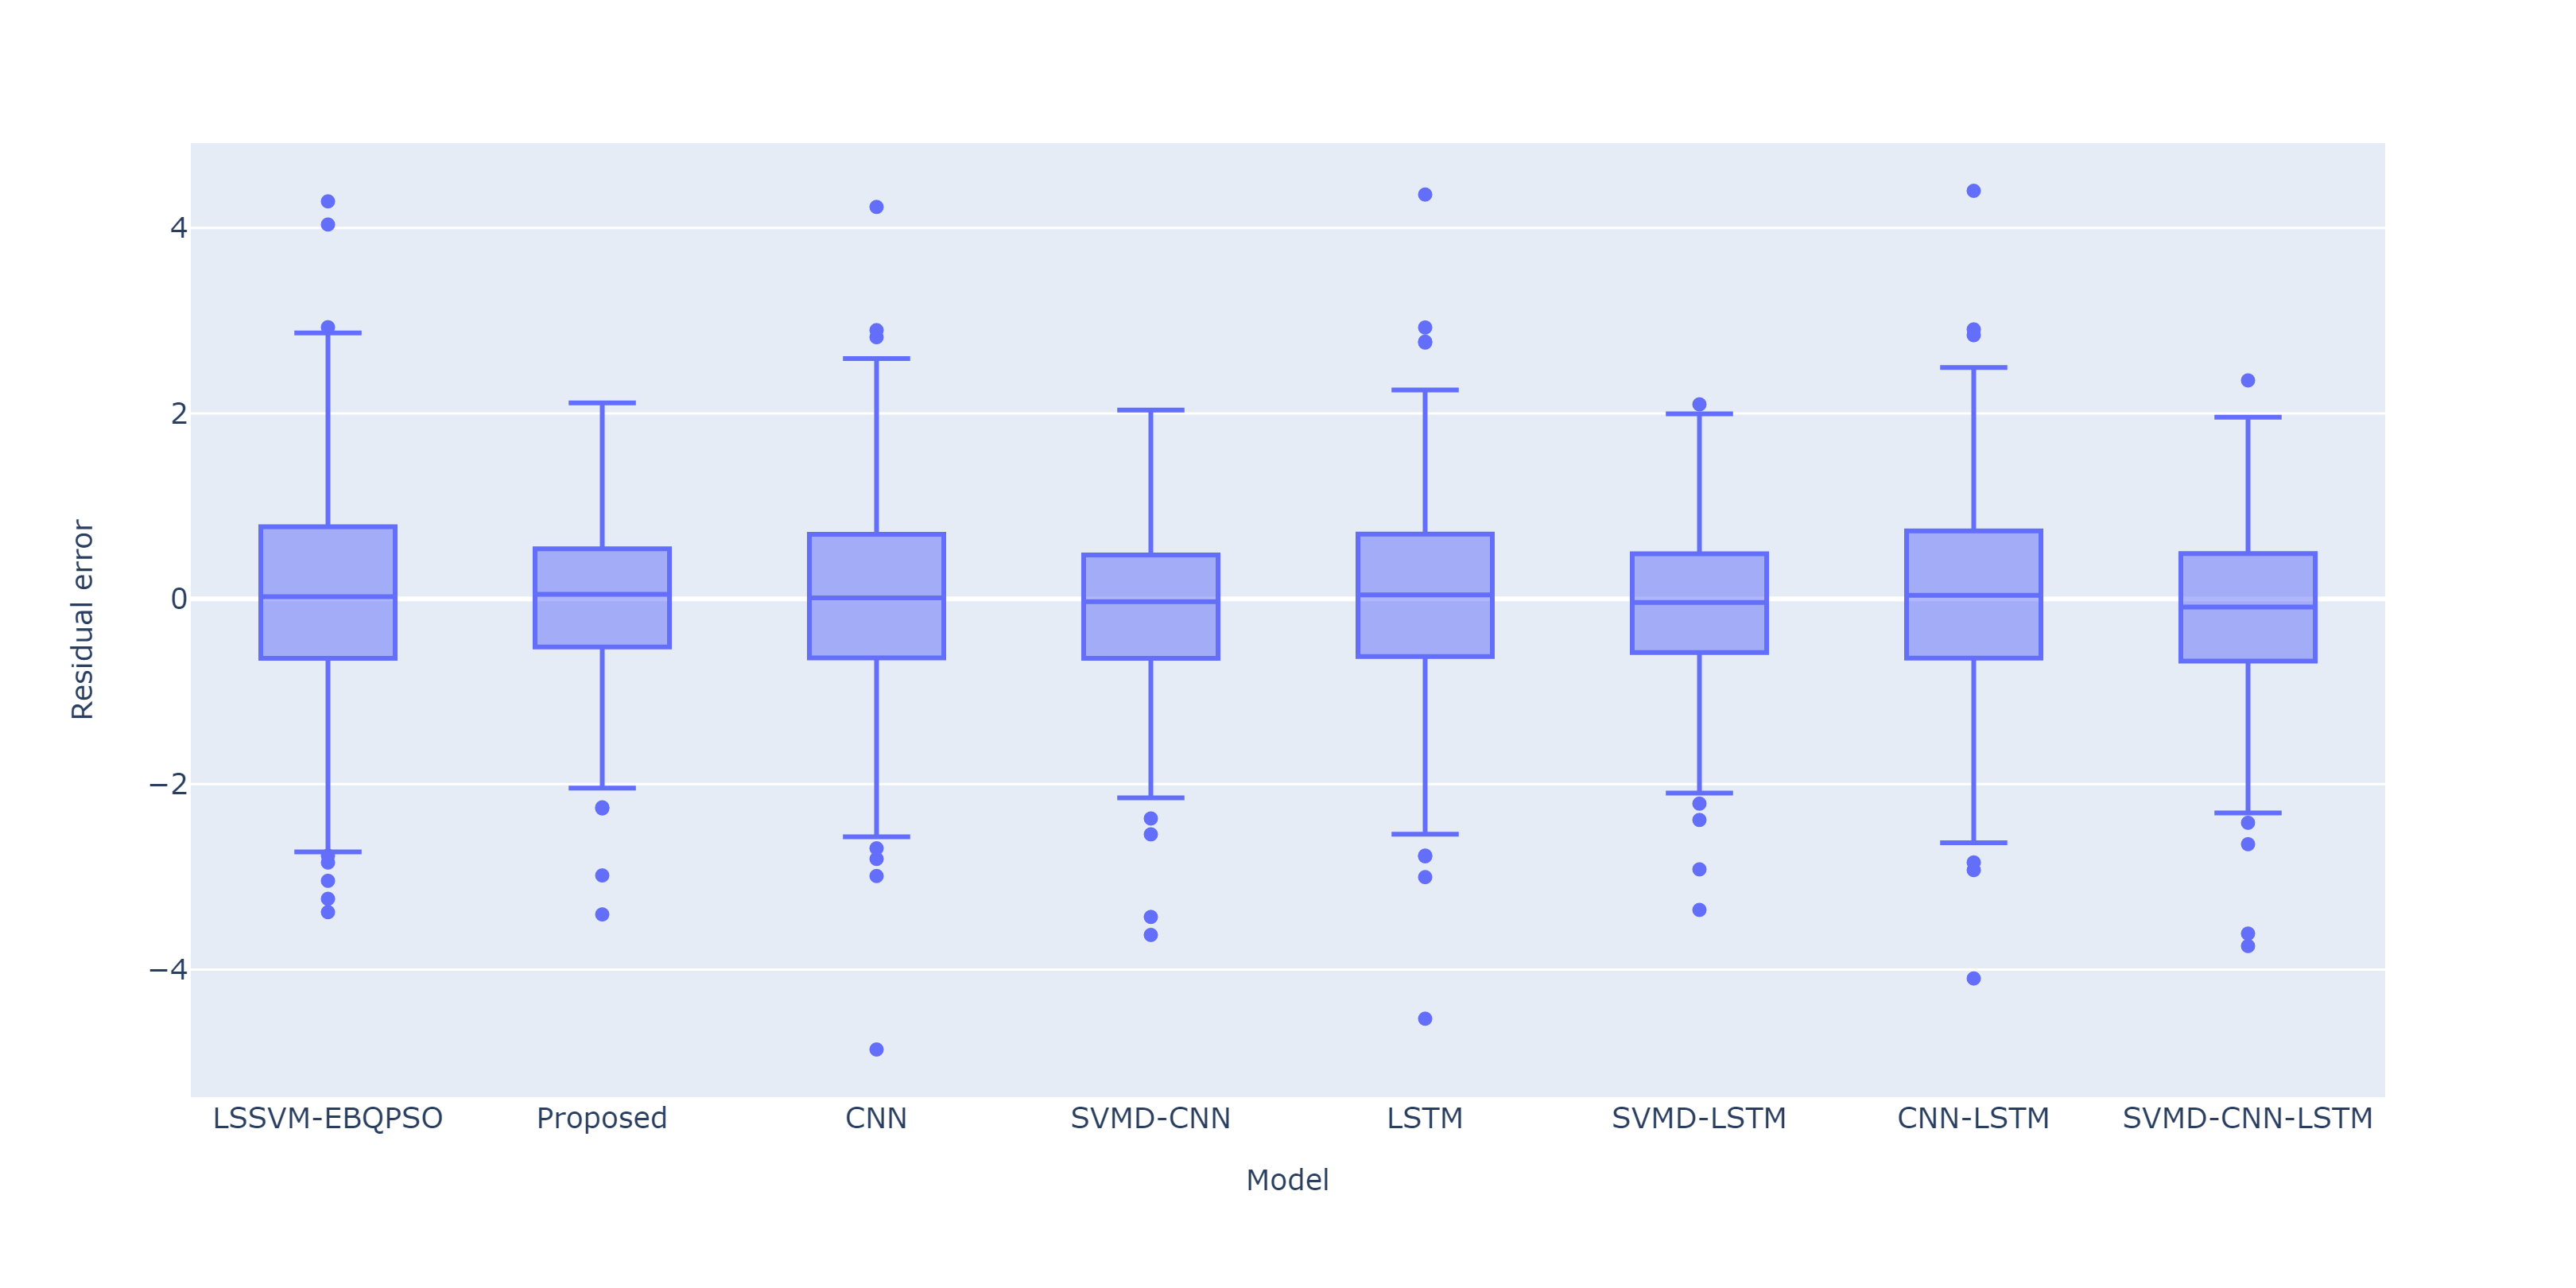 4
2
0
−2
−4
Residual error
LSSVM-EBQPSO Proposed CNN SVMD-CNN LSTM SVMD-LSTM CNN-LSTM SVMD-CNN-LSTM
Model